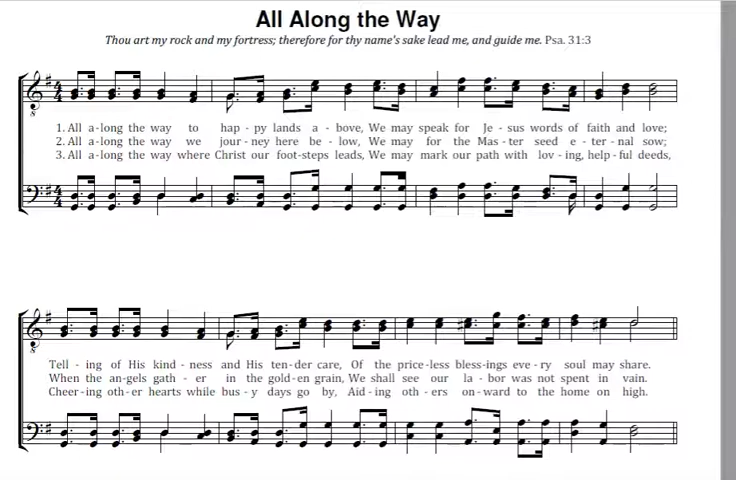 All Along the Way
Thou art my rock and my fortress; therefore for thy name's sake lead me, and guide me. Psa. 31:3
1. All a-long the way to hap - py lands a - bove, We may speak for Je - sus words of faith and love;
2. All a-long the way we jour - ney here be - low, We may for the Mas - ter seed e - ter - nal sow;
3. All a-long the way where Christ our foot-steps leads, We may mark our path with lov - ing, help - ful deeds,
Tell - ing of His kind - ness and His ten-der care, Of the price-less bless-ings eve - ry soul may share.
When the an-gels gath - er in the gold-en grain, We shall see our la - bor was not spent in vain.
Cheer-ing oth-er hearts while bus - y days go by, Aid-ing oth - ers on-ward to the home on high.